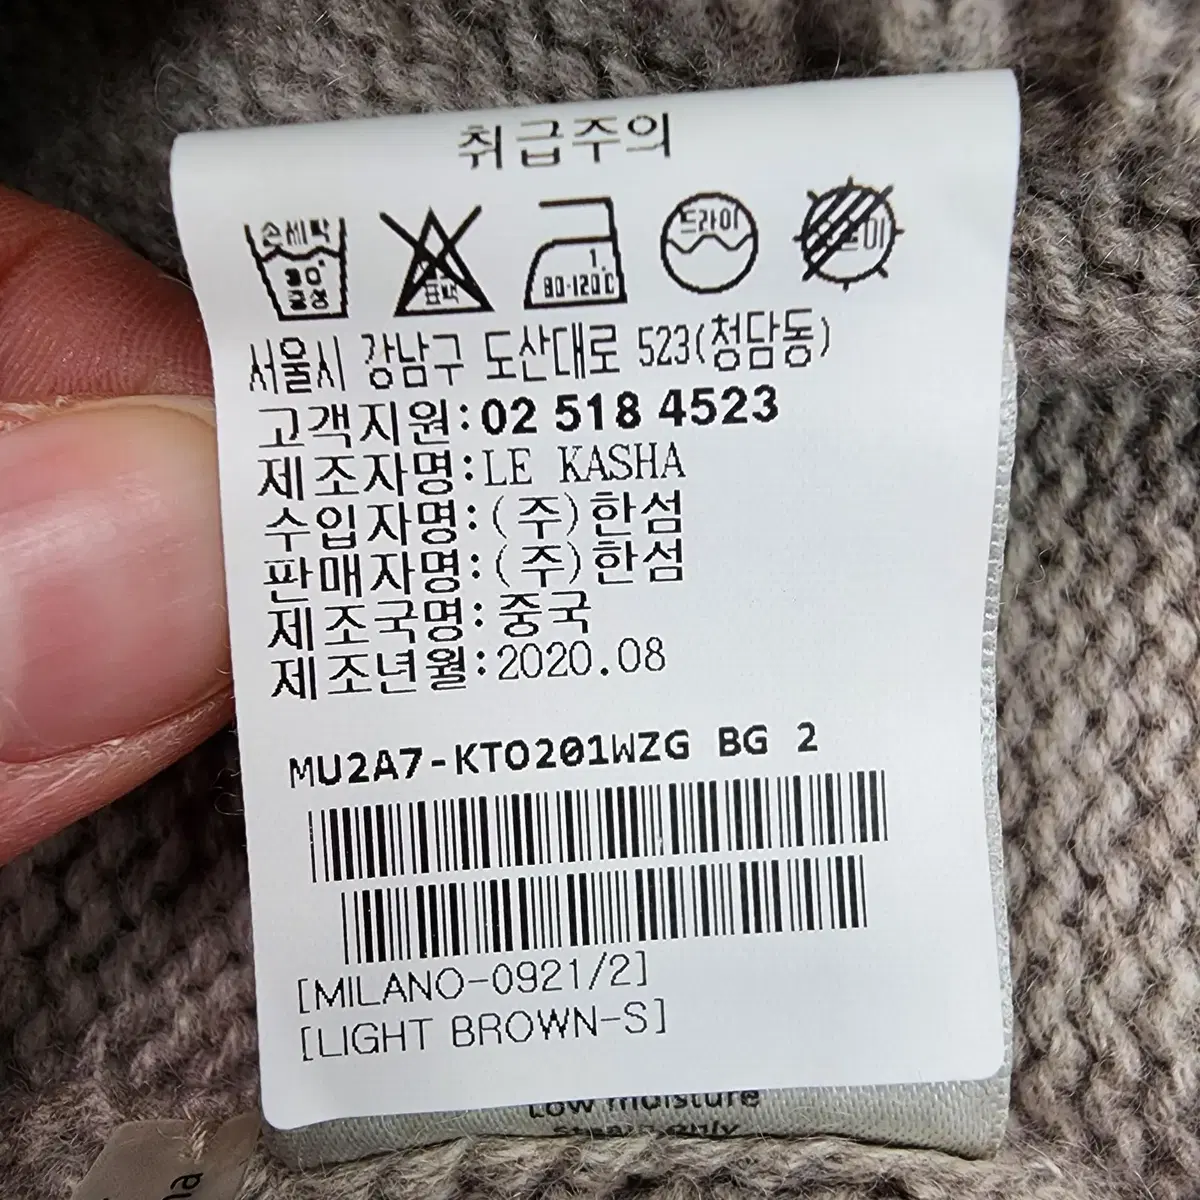 취급주의
손세탁 30° 중성
표백
1. 80-120℃
드라이
서울시 강남구 도산대로 523(청담동)
고객지원:02 518 4523
제조자명:LE KASHA
수입자명:(주)한섬
판매자명:(주)한섬
제조국명:중국
제조년월:2020.08
MU2A7-KTO201WZG BG 2
[MILANO-0921/2]
[LIGHT BROWN-S]
Low moisture
Steam Only